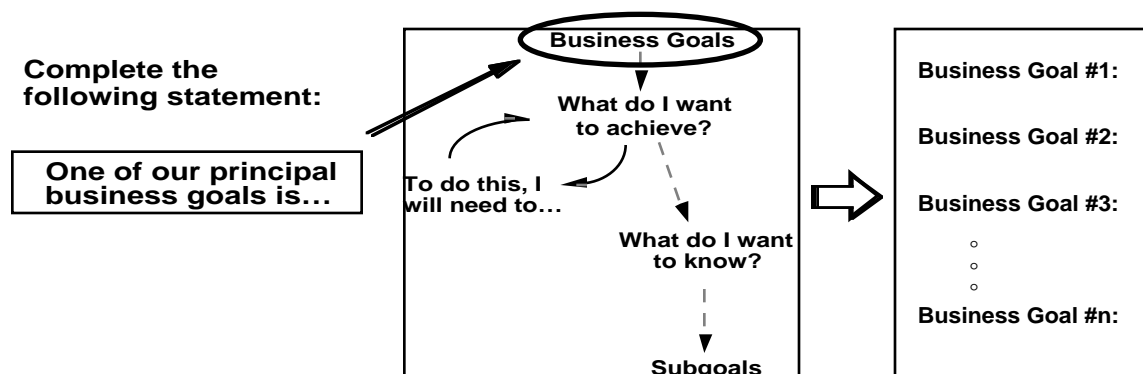 Complete the
following statement:
One of our principal
business goals is…
Business Goals
What do I want
to achieve?
To do this, I
will need to…
What do I want
to know?
Subgoals
Business Goal #1:
Business Goal #2:
Business Goal #3:
Business Goal #n: